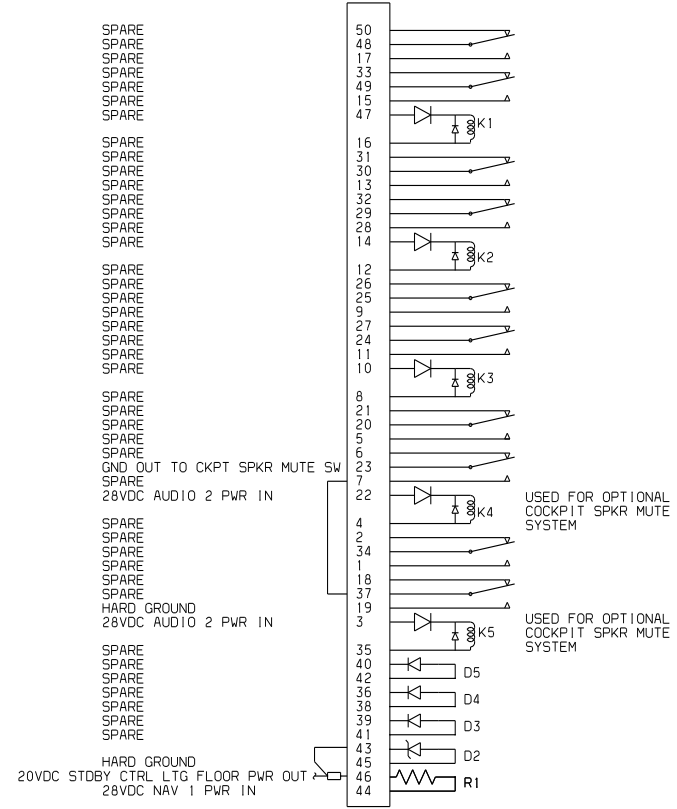 SPARE 50
SPARE 48
SPARE 17
SPARE 33
SPARE 49
SPARE 15
SPARE 47
K1
SPARE 16
SPARE 31
SPARE 30
SPARE 13
SPARE 32
SPARE 29
SPARE 28
SPARE 14
K2
SPARE 12
SPARE 26
SPARE 25
SPARE 9
SPARE 27
SPARE 24
SPARE 11
SPARE 10
K3
SPARE 8
SPARE 21
SPARE 20
SPARE 5
SPARE 6
GND OUT TO CKPT SPKR MUTE SW 23
SPARE 7
28VDC AUDIO 2 PWR IN 22
K4
USED FOR OPTIONAL
COCKPIT SPKR MUTE
SYSTEM
SPARE 4
SPARE 2
SPARE 34
SPARE 1
SPARE 18
SPARE 37
HARD GROUND 19
28VDC AUDIO 2 PWR IN 3
K5
USED FOR OPTIONAL
COCKPIT SPKR MUTE
SYSTEM
SPARE 35
SPARE 40
SPARE 42 D5
SPARE 36
SPARE 38 D4
SPARE 39
SPARE 41 D3
43
HARD GROUND 45 D2
20VDC STDBY CTRL LTG FLOOR PWR OUT 46
28VDC NAV 1 PWR IN 44 R1